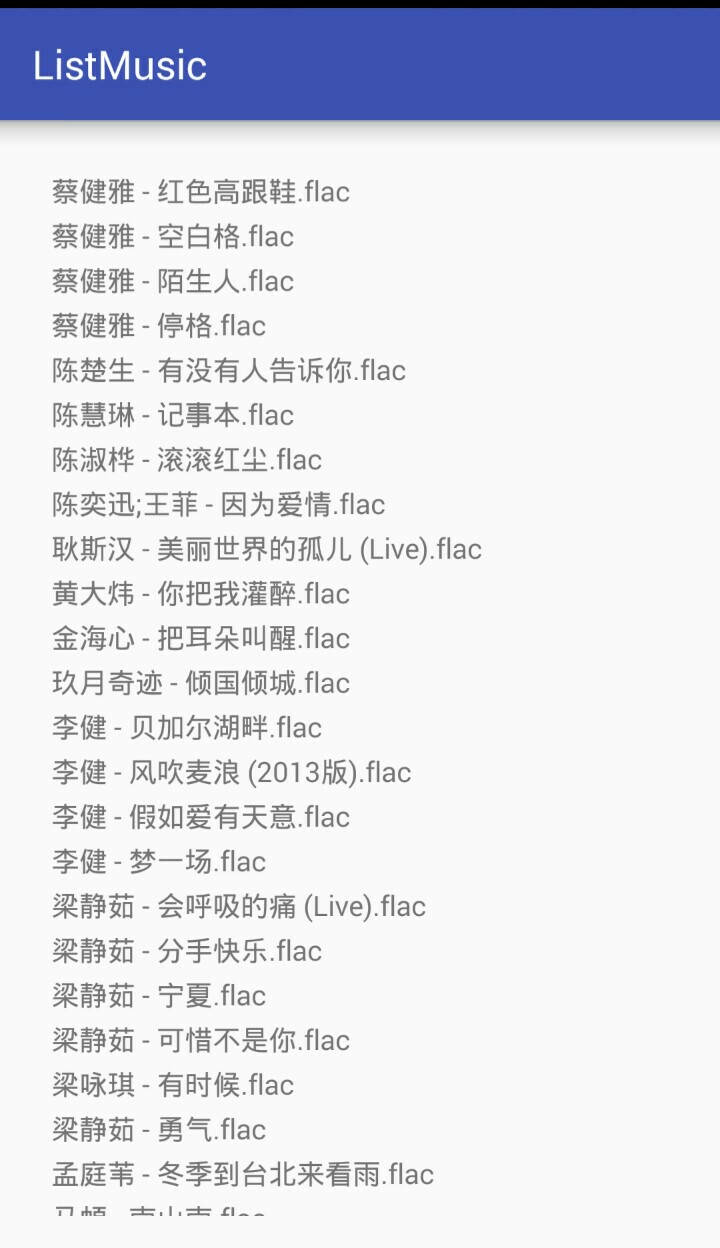 ListMusic
蔡健雅 - 红色高跟鞋.flac
蔡健雅 - 空白格.flac
蔡健雅 - 陌生人.flac
蔡健雅 - 停格.flac
陈楚生 - 有没有人告诉你.flac
陈慧琳 - 记事本.flac
陈淑桦 - 滚滚红尘.flac
陈奕迅;王菲 - 因为爱情.flac
耿斯汉 - 美丽世界的孤儿 (Live).flac
黄大炜 - 你把我灌醉.flac
金海心 - 把耳朵叫醒.flac
玖月奇迹 - 倾国倾城.flac
李健 - 贝加尔湖畔.flac
李健 - 风吹麦浪 (2013版).flac
李健 - 假如爱有天意.flac
李健 - 梦一场.flac
梁静茹 - 会呼吸的痛 (Live).flac
梁静茹 - 分手快乐.flac
梁静茹 - 宁夏.flac
梁静茹 - 可惜不是你.flac
梁咏琪 - 有时候.flac
梁静茹 - 勇气.flac
孟庭苇 - 冬季到台北来看雨.flac